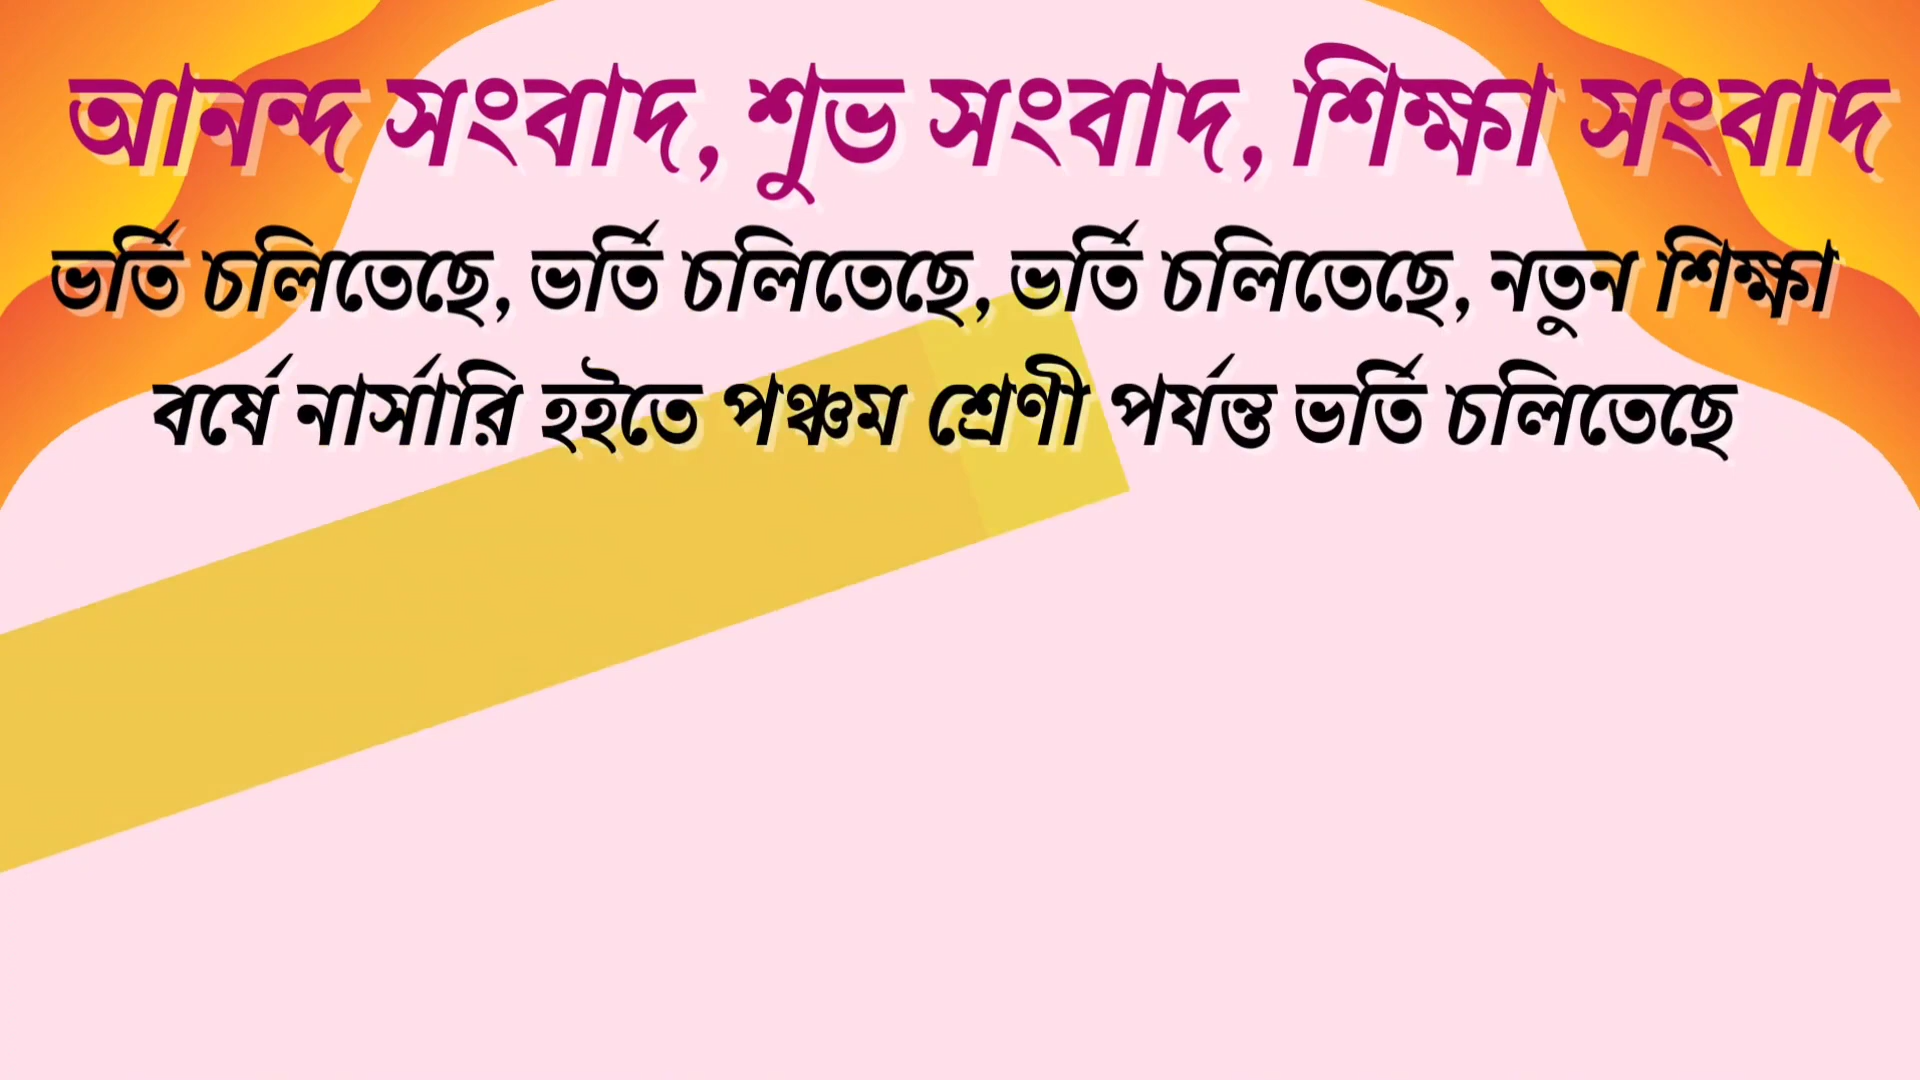 আনন্দ সংবাদ, শুভ সংবাদ, শিক্ষা সংবাদ
ভর্তি চলিতেছে, ভর্তি চলিতেছে, ভর্তি চলিতেছে, নতুন শিক্ষা
বর্ষে নার্সারি হইতে পঞ্চম শ্রেণী পর্যন্ত ভর্তি চলিতেছে